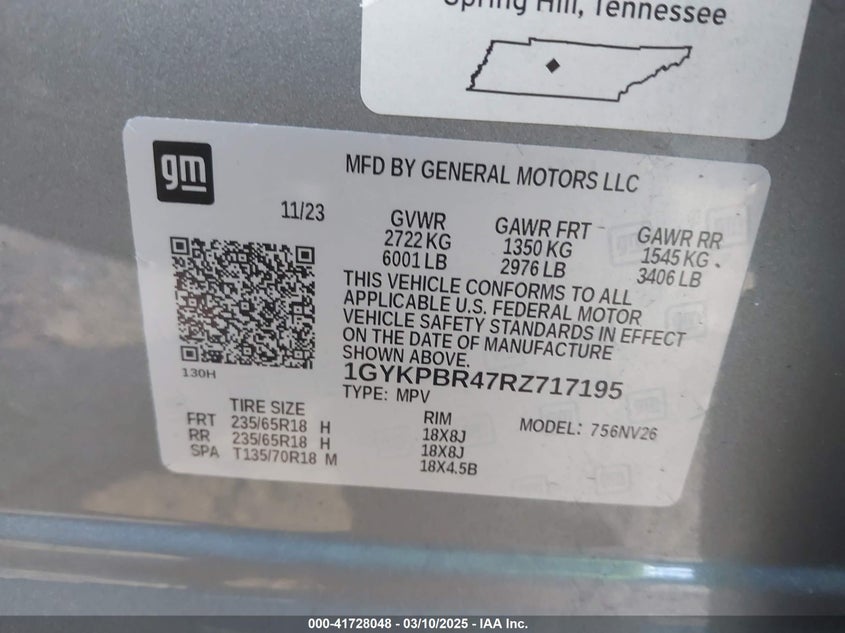 Spring Hill, Tennessee
gm
MFD BY GENERAL MOTORS LLC
11/23
GVWR
2722 KG
6001 LB
GAWR FRT
1350 KG
2976 LB
GAWR RR
1545 KG
3406 LB
THIS VEHICLE CONFORMS TO ALL
APPLICABLE U.S. FEDERAL MOTOR
VEHICLE SAFETY STANDARDS IN EFFECT
ON THE DATE OF MANUFACTURE
SHOWN ABOVE.
130H
1GYKPBR47RZ717195
TYPE: MPV
TIRE SIZE
FRT 235/65R18 H
RR 235/65R18 H
SPA T135/70R18 M
RIM
18X8J
18X8J
18X4.5B
MODEL: 756NV26
000-41728048 - 03/10/2025 - IAA Inc.